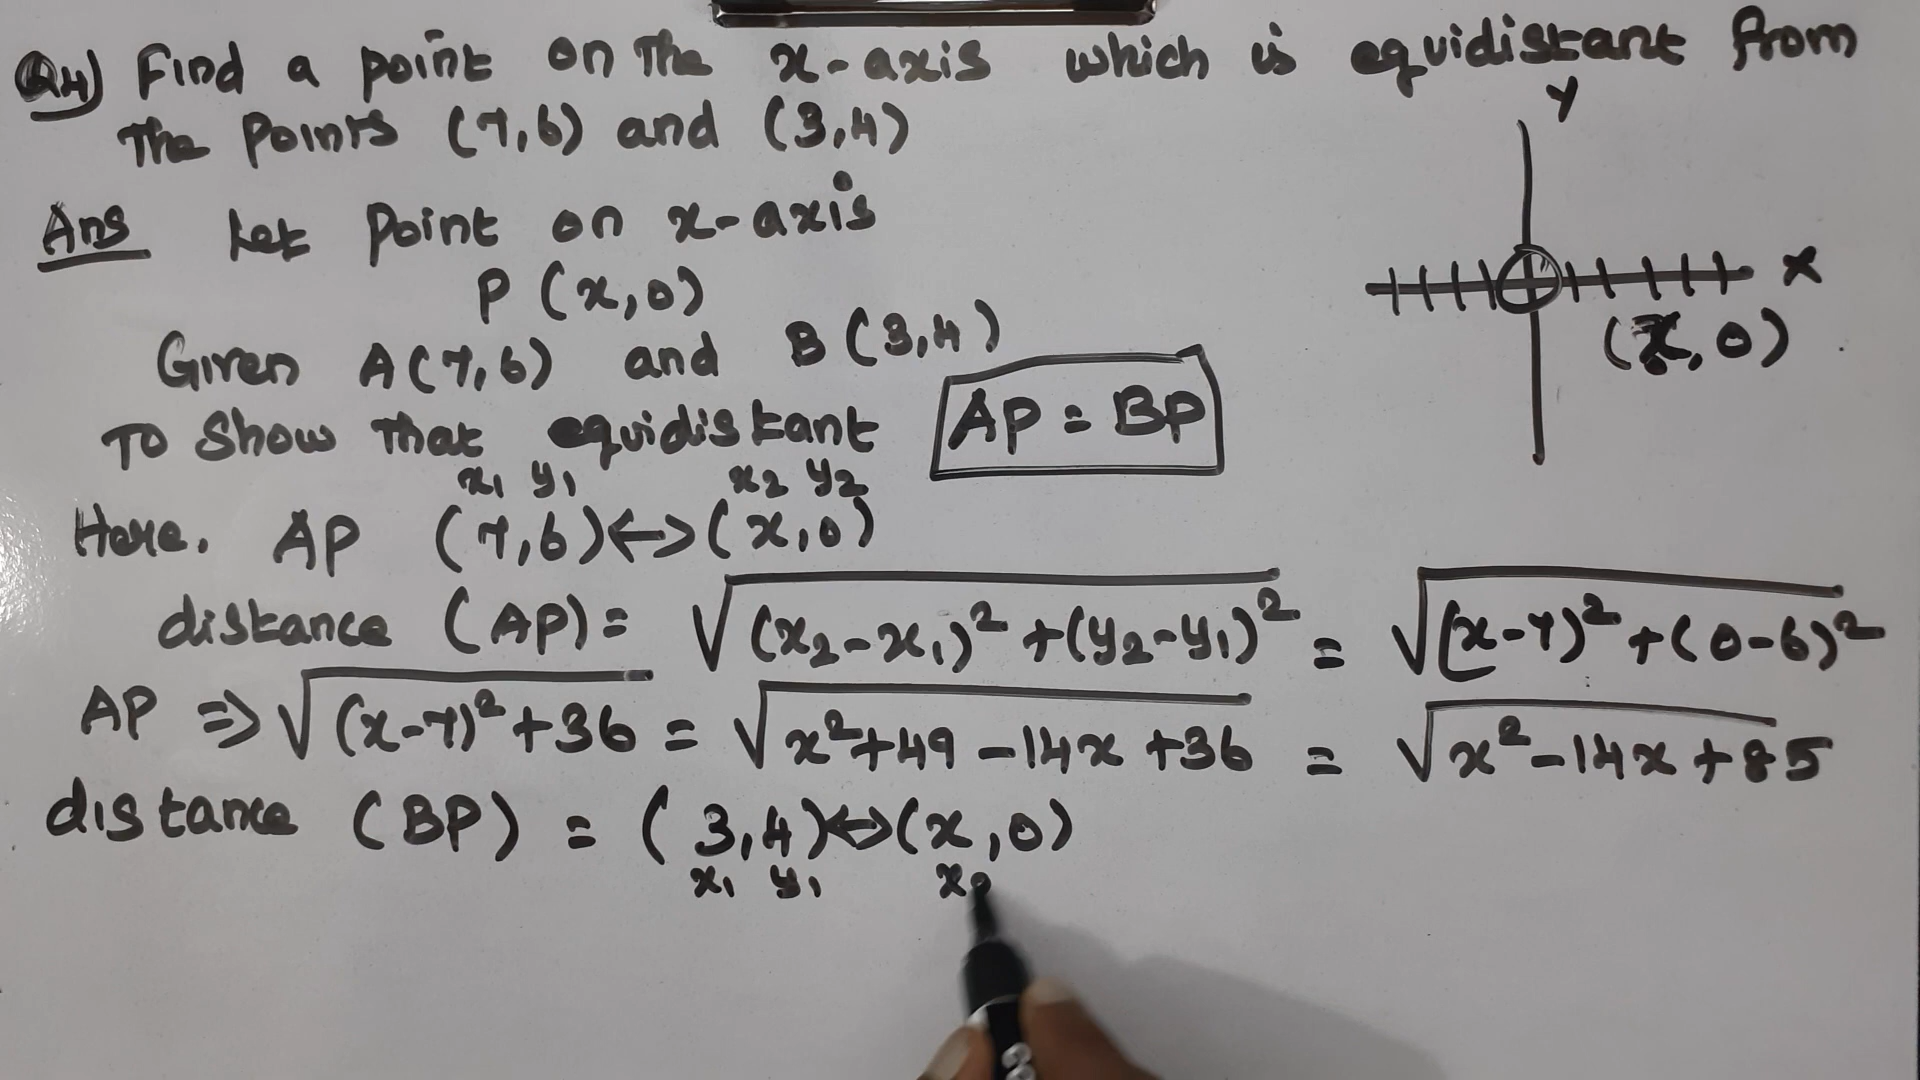 Q4) Find a point on the x-axis which is equidistant from
The points (7,6) and (3,4)
Y
Ans Let point on x-axis
P (x,0)
X
(x,0)
Given A(7,6) and B(3,4)
To Show That equidistant AP = BP
x₁ y₁ x₂ y₂
Here, AP (7,6)↔(x,0)
distance (AP) = √(x₂-x₁)²+(y₂-y₁)² = √(x-7)²+(0-6)²
AP ⇒ √(x-7)²+36 = √x²+49-14x+36 = √x²-14x+85
distance (BP) = (3,4)↔(x,0)
x₁ y₁ x